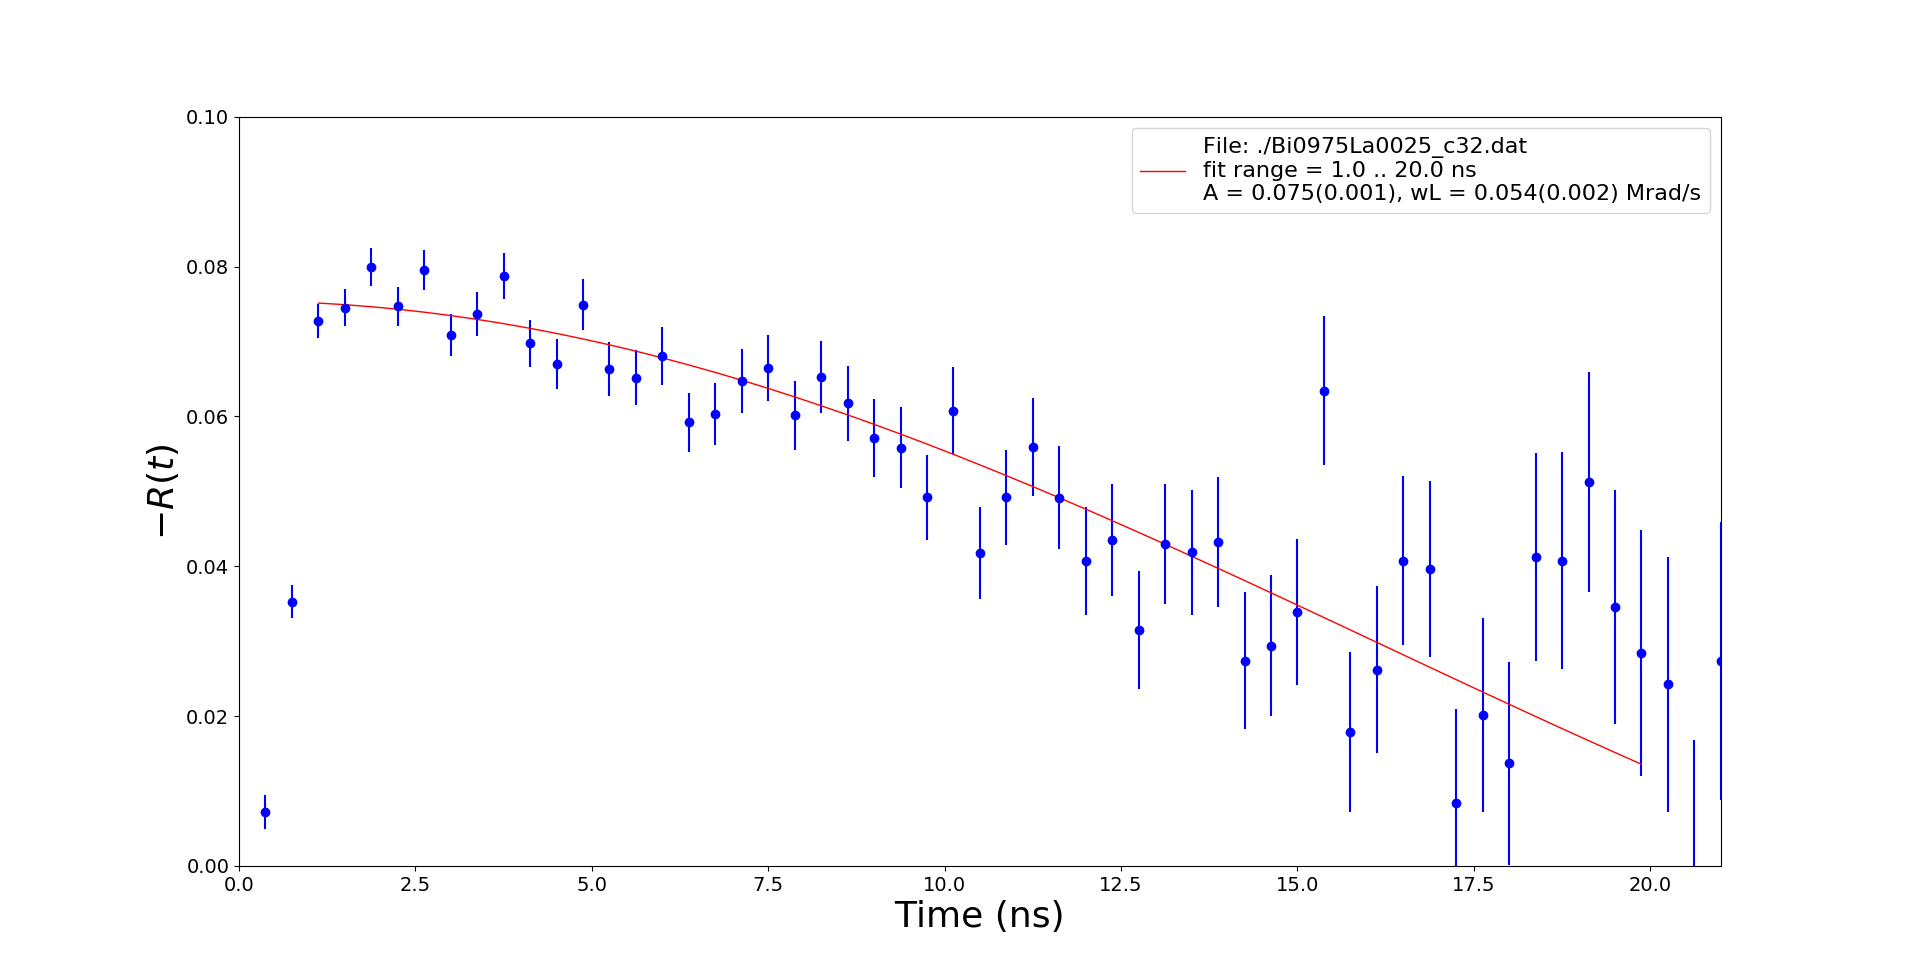 File: ./Bi0975La0025_c32.dat
fit range = 1.0 .. 20.0 ns
A = 0.075(0.001), wL = 0.054(0.002) Mrad/s
0.10
0.08
0.06
0.04
0.02
0.00
−R(t)
0.0 2.5 5.0 7.5 10.0 12.5 15.0 17.5 20.0
Time (ns)